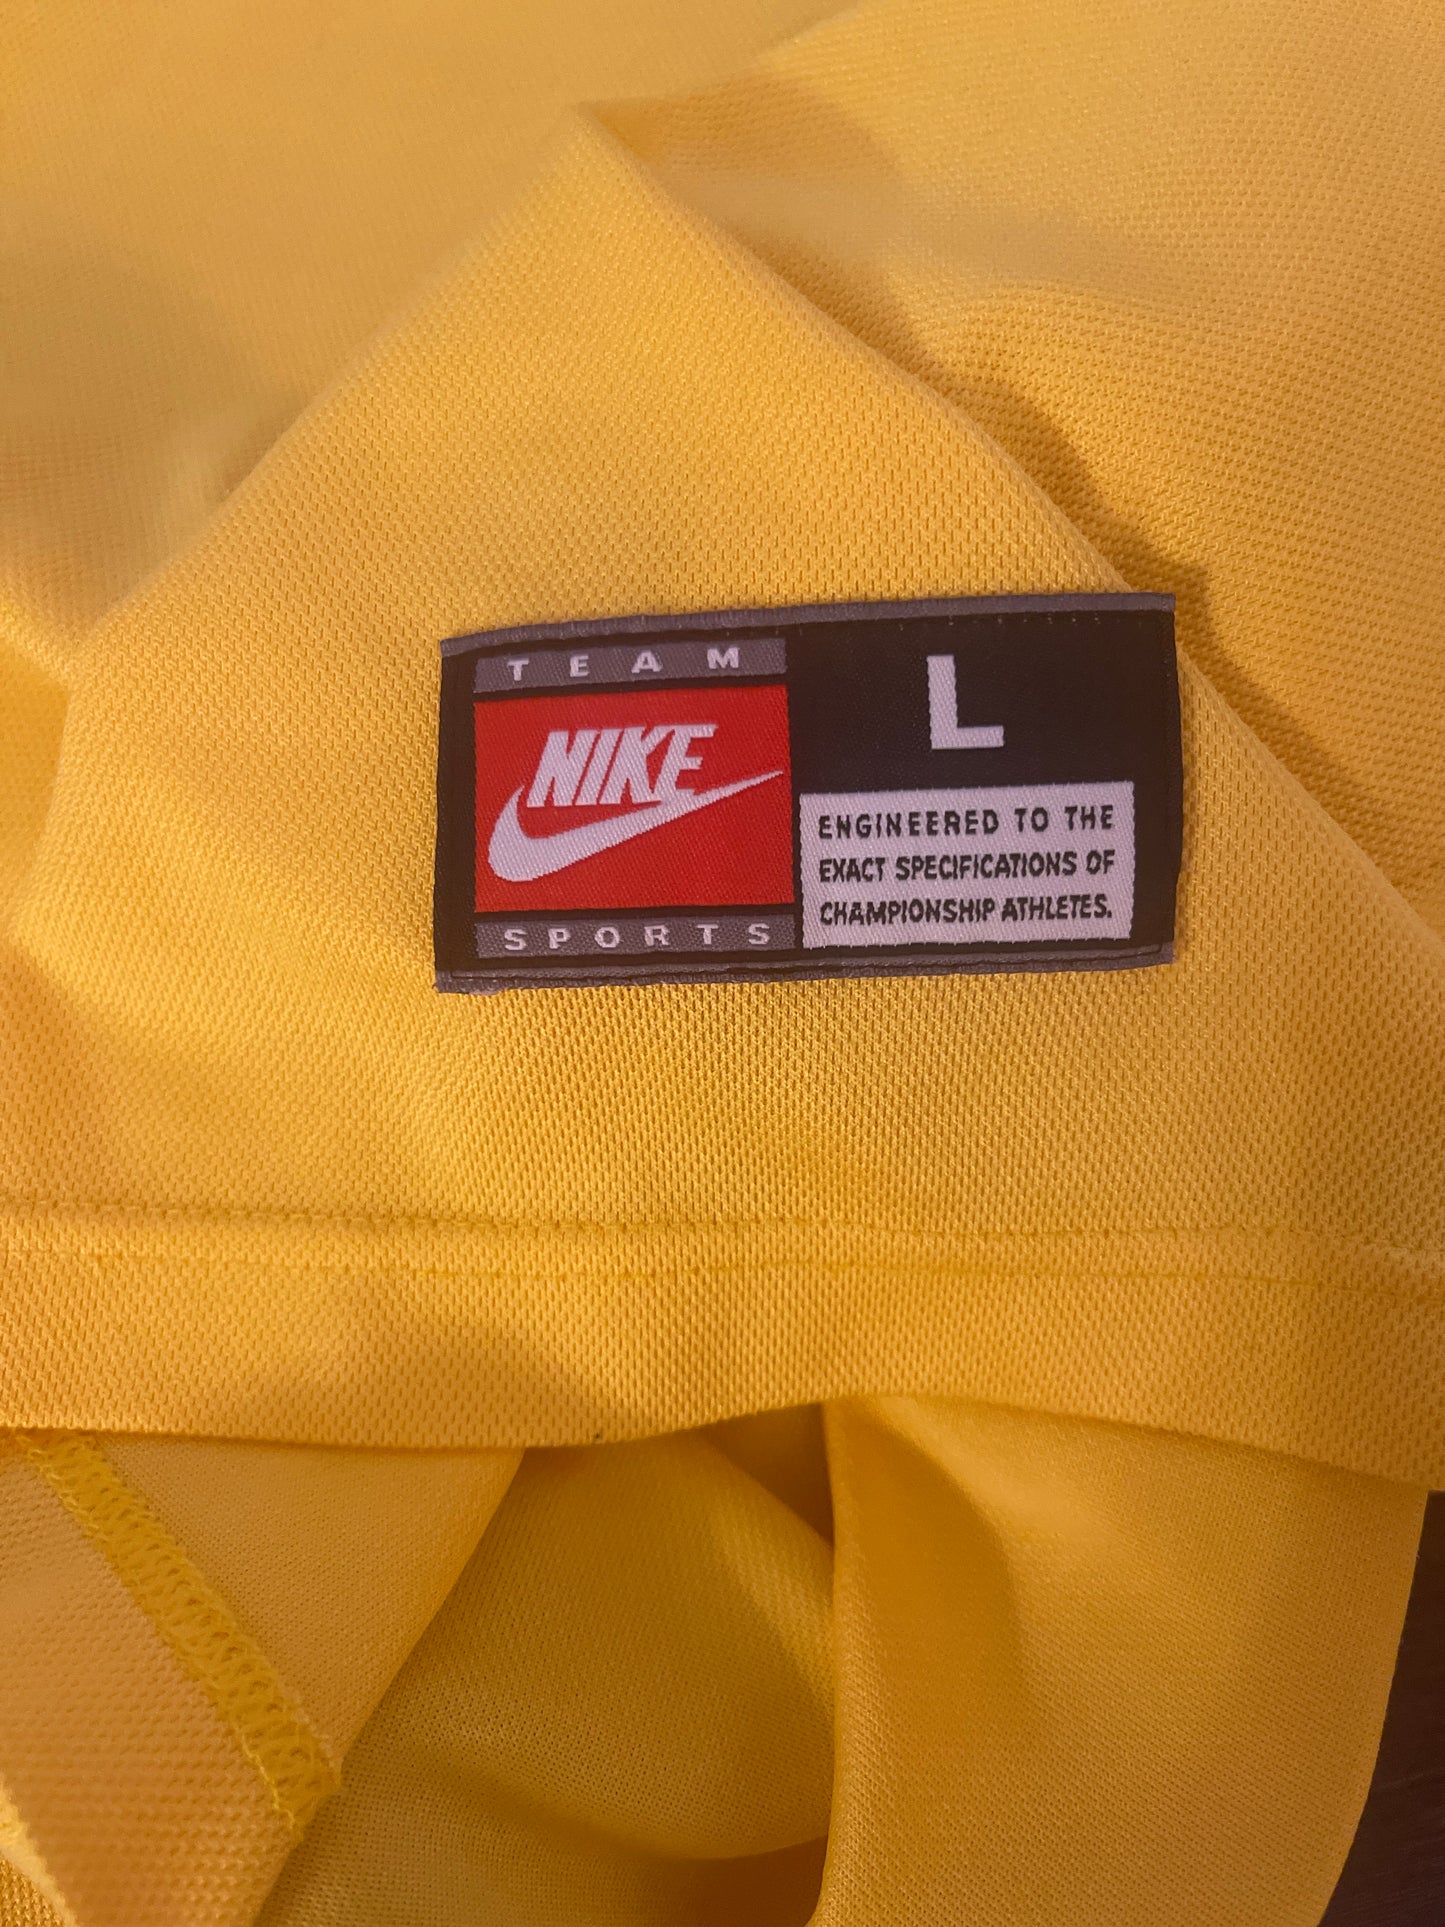 TEAM
NIKE
SPORTS
L
ENGINEERED TO THE
EXACT SPECIFICATIONS OF
CHAMPIONSHIP ATHLETES.